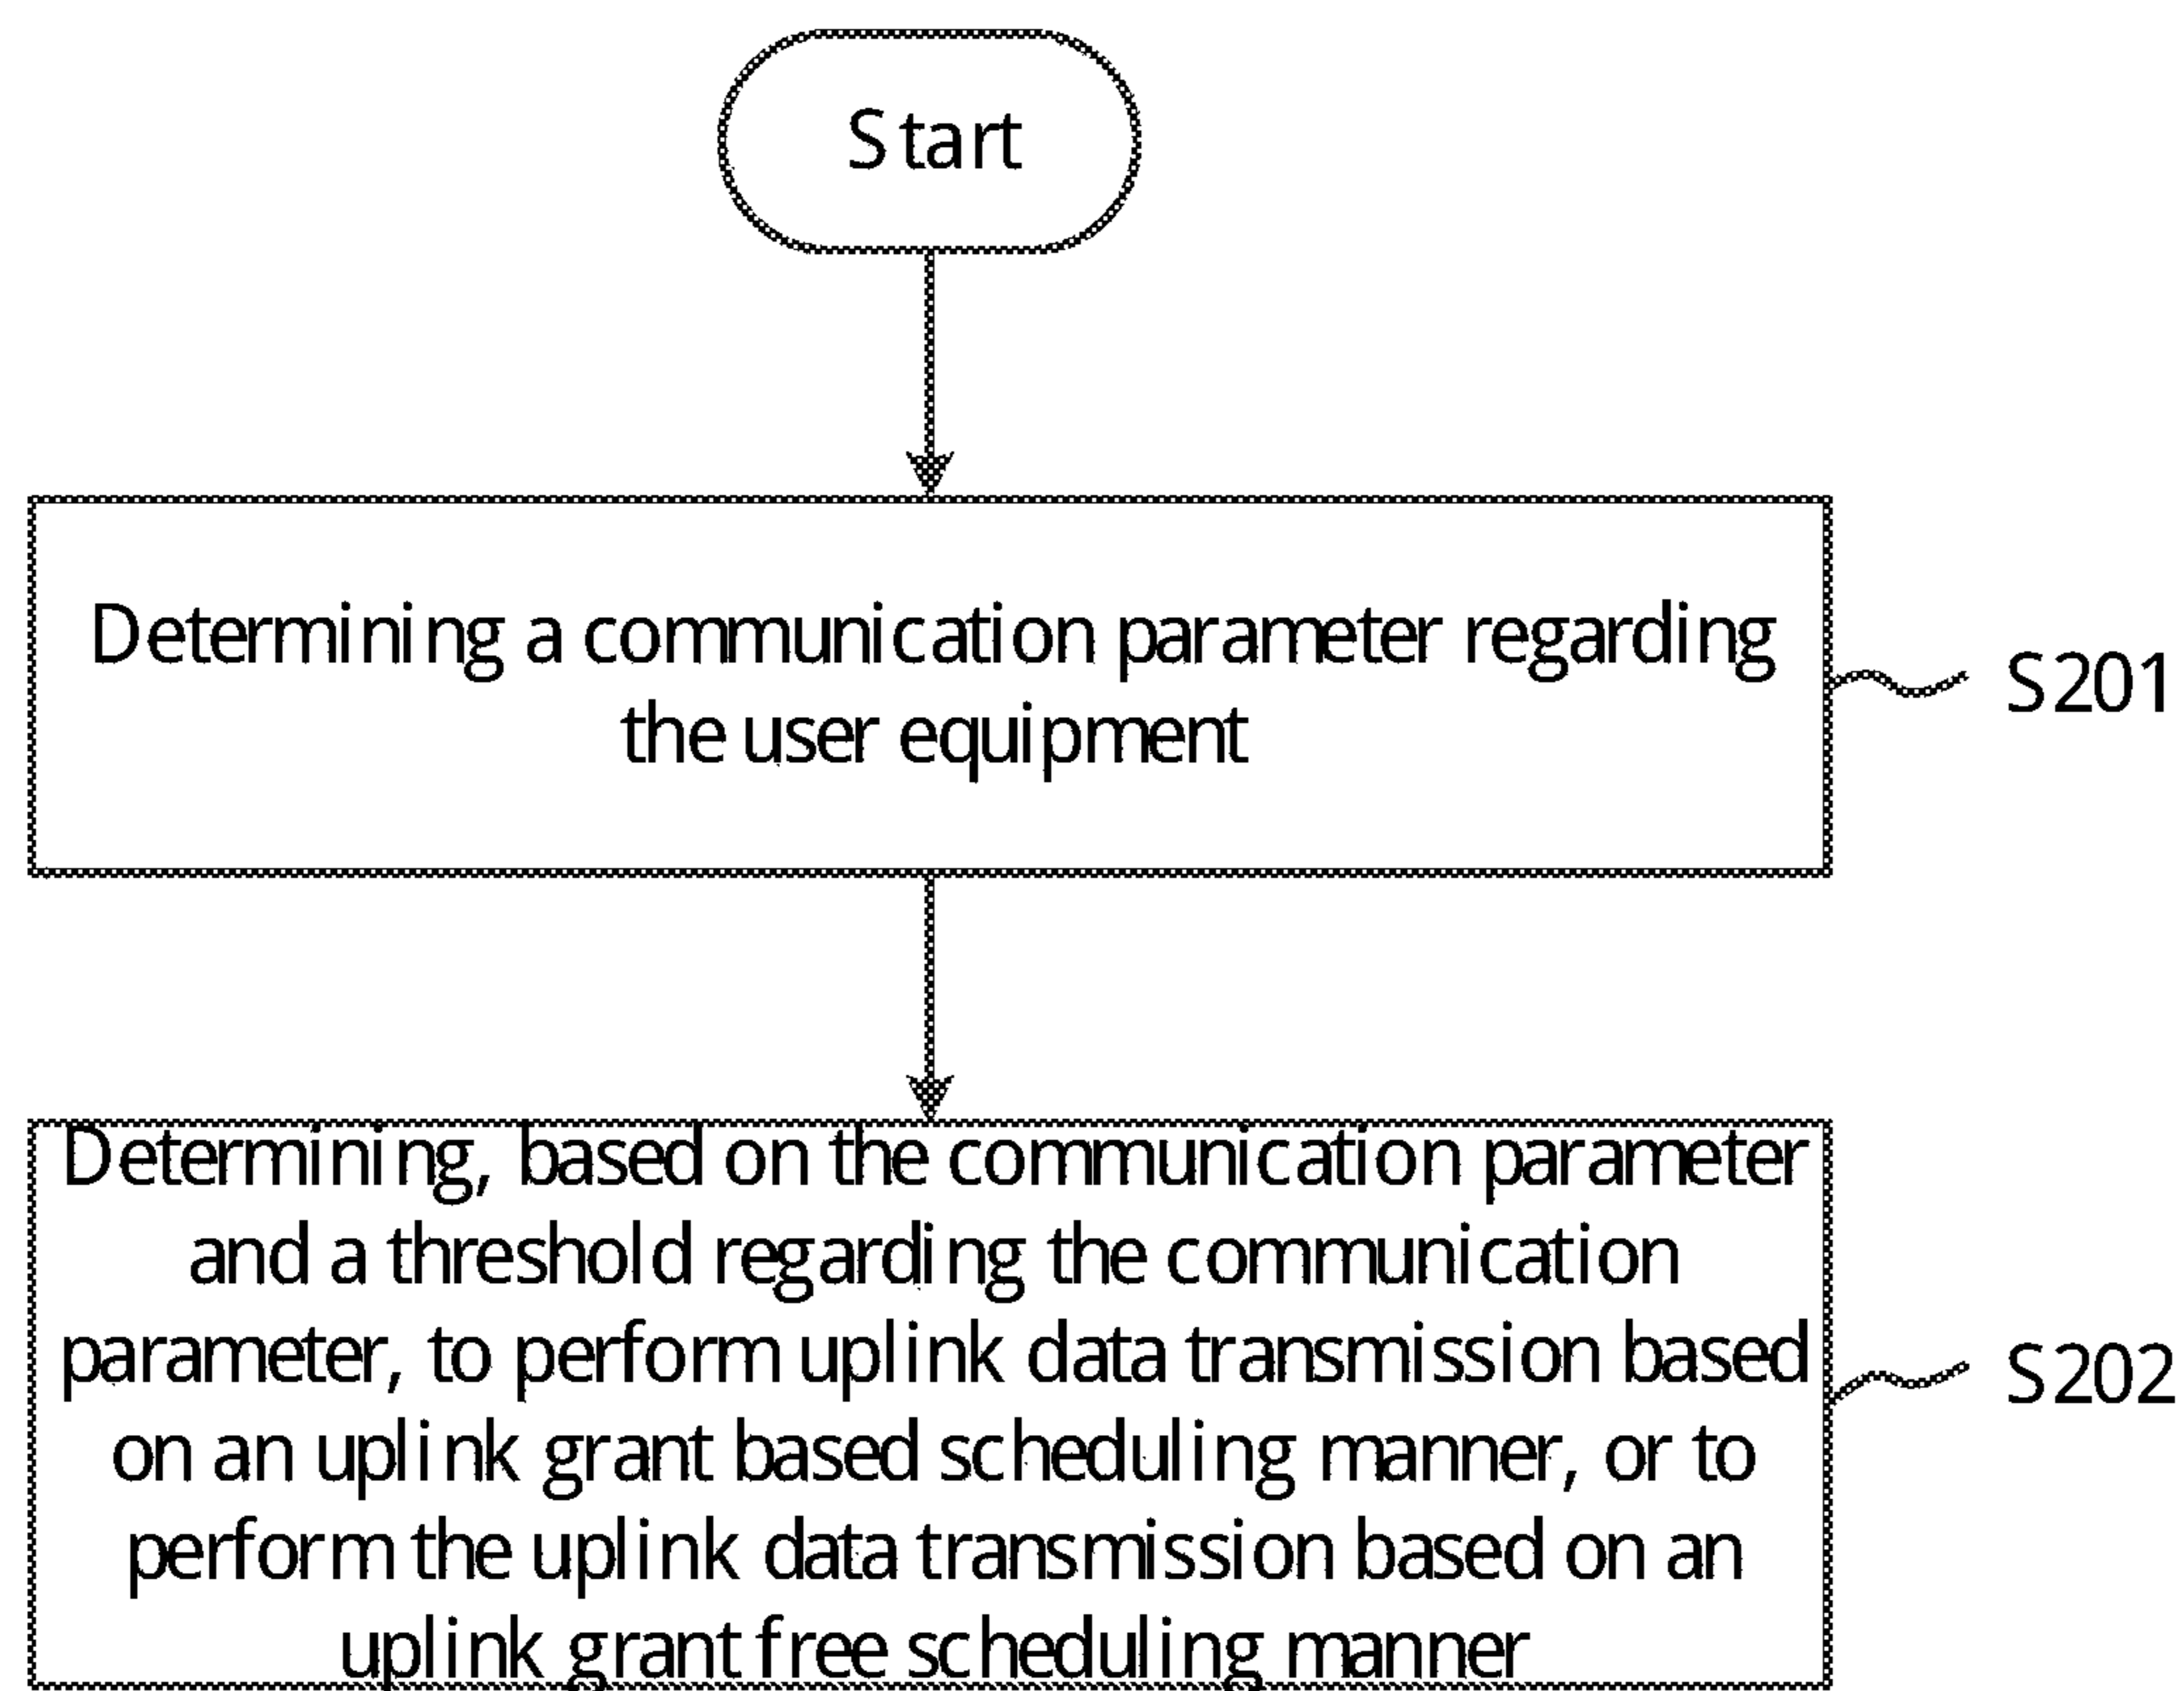 Start
Determining a communication parameter regarding
the user equipment
S201
Determining, based on the communication parameter
and a threshold regarding the communication
parameter, to perform uplink data transmission based
on an uplink grant based scheduling manner, or to
perform the uplink data transmission based on an
uplink grant free scheduling manner
S202